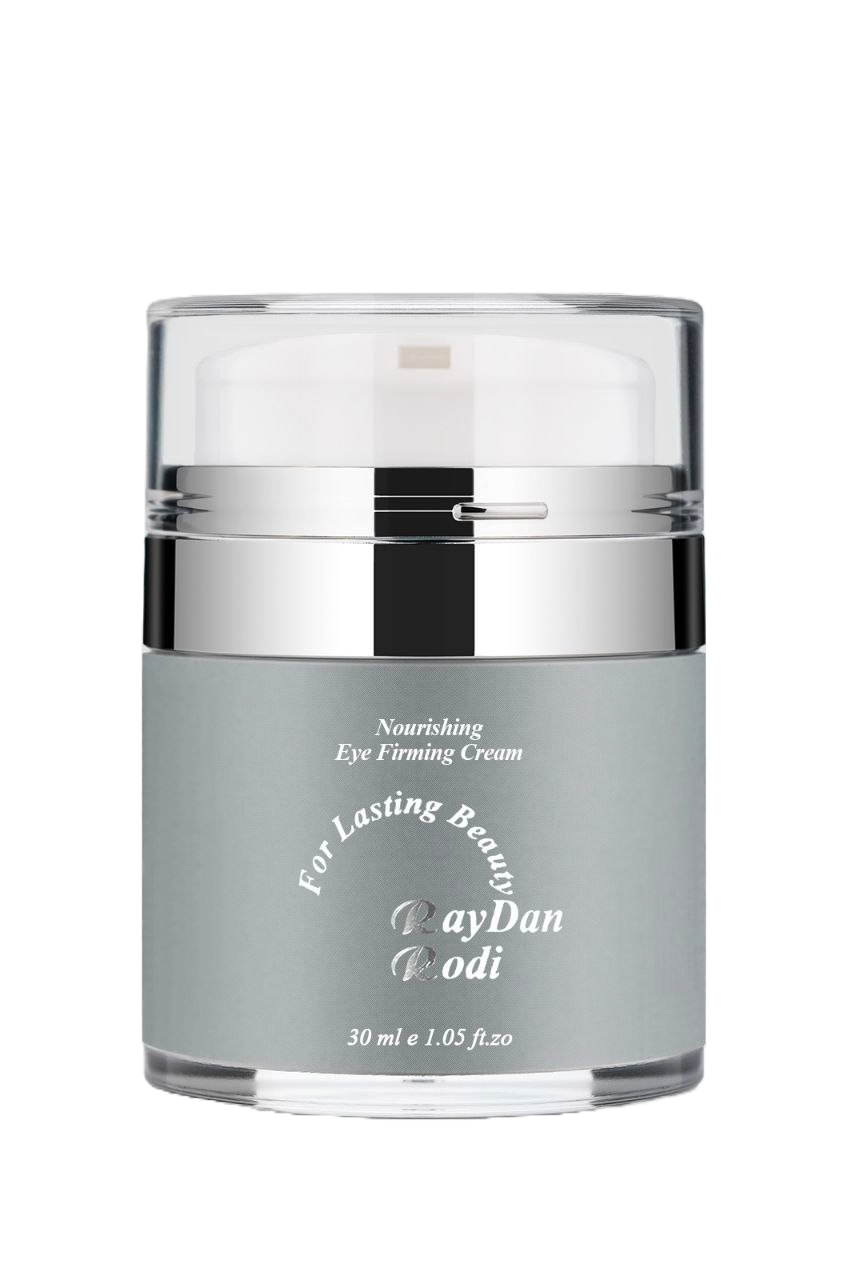 Nourishing
Eye Firming Cream
For Lasting Beauty
RayDan
Rodi
30 ml e 1.05 ft.zo